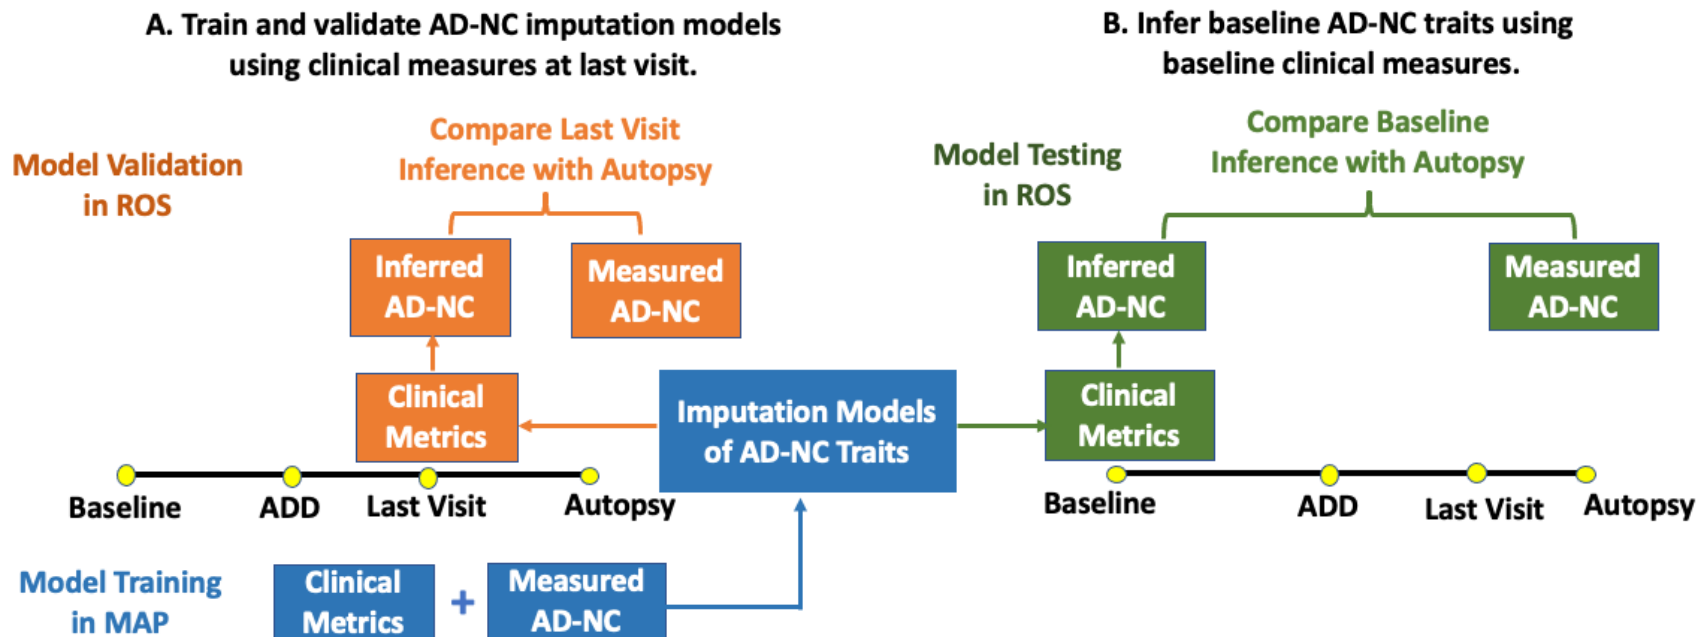 A. Train and validate AD-NC imputation models
using clinical measures at last visit.
B. Infer baseline AD-NC traits using
baseline clinical measures.
Model Validation
in ROS
Compare Last Visit
Inference with Autopsy
Inferred
AD-NC
Measured
AD-NC
Clinical
Metrics
Imputation Models
of AD-NC Traits
Baseline
ADD
Last Visit
Autopsy
Model Training
in MAP
Clinical
Metrics
+
Measured
AD-NC
Model Testing
in ROS
Compare Baseline
Inference with Autopsy
Inferred
AD-NC
Measured
AD-NC
Clinical
Metrics
Baseline
ADD
Last Visit
Autopsy